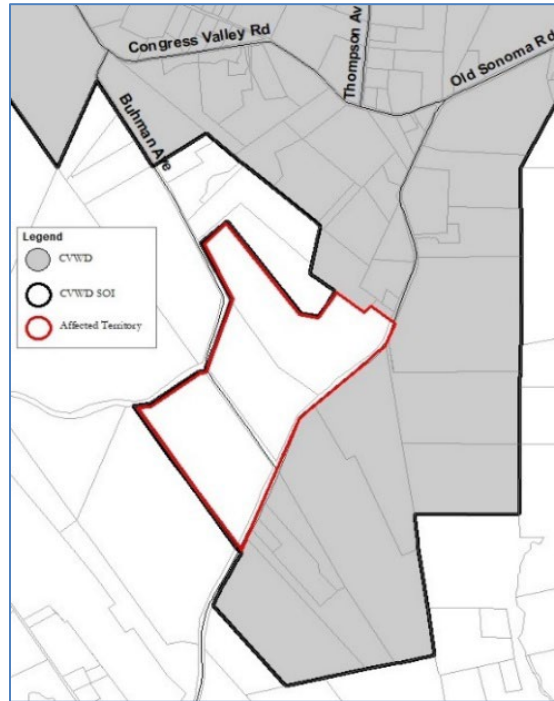 Congress Valley Rd
Thompson Av
Old Sonoma Rd
Buhman Ave
Legend
CVWD
CVWD SOI
Affected Territory